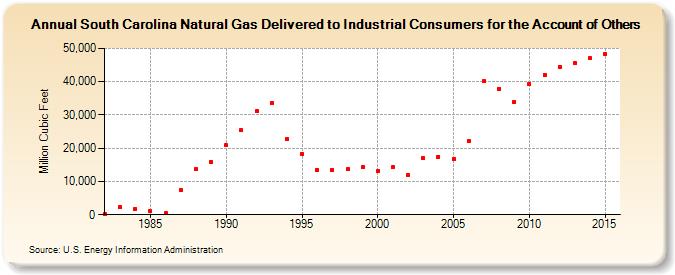 Annual South Carolina Natural Gas Delivered to Industrial Consumers for the Account of Others
Million Cubic Feet
50,000
40,000
30,000
20,000
10,000
0
1985 1990 1995 2000 2005 2010 2015
Source: U.S. Energy Information Administration